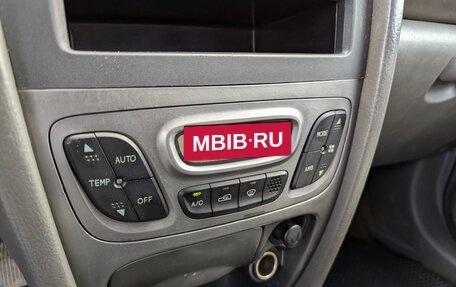 MBIB·RU
MODE
AUTO
TEMP
OFF
A/C
AMB